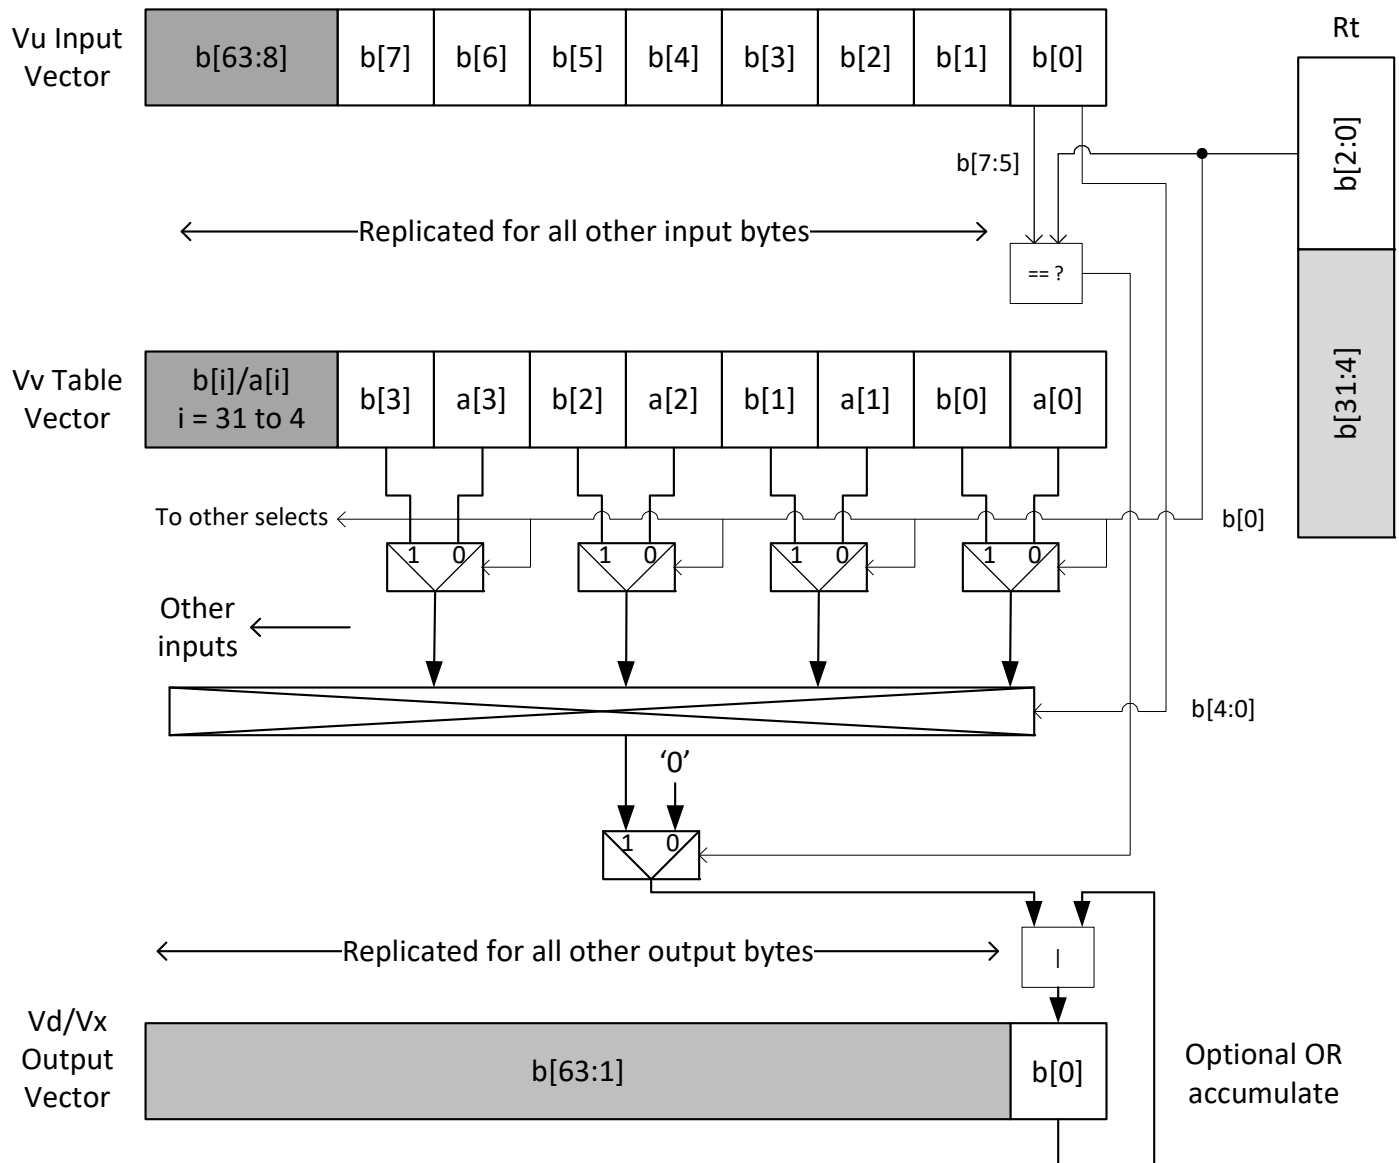 Vu Input
Vector
b[63:8]
b[7]
b[6]
b[5]
b[4]
b[3]
b[2]
b[1]
b[0]
Rt
b[2:0]
b[7:5]
Replicated for all other input bytes
== ?
b[31:4]
Vv Table
Vector
b[i]/a[i]
i = 31 to 4
b[3]
a[3]
b[2]
a[2]
b[1]
a[1]
b[0]
a[0]
To other selects
b[0]
1 0
1 0
1 0
1 0
Other
inputs
b[4:0]
‘0’
1 0
Replicated for all other output bytes
|
Vd/Vx
Output
Vector
b[63:1]
b[0]
Optional OR
accumulate